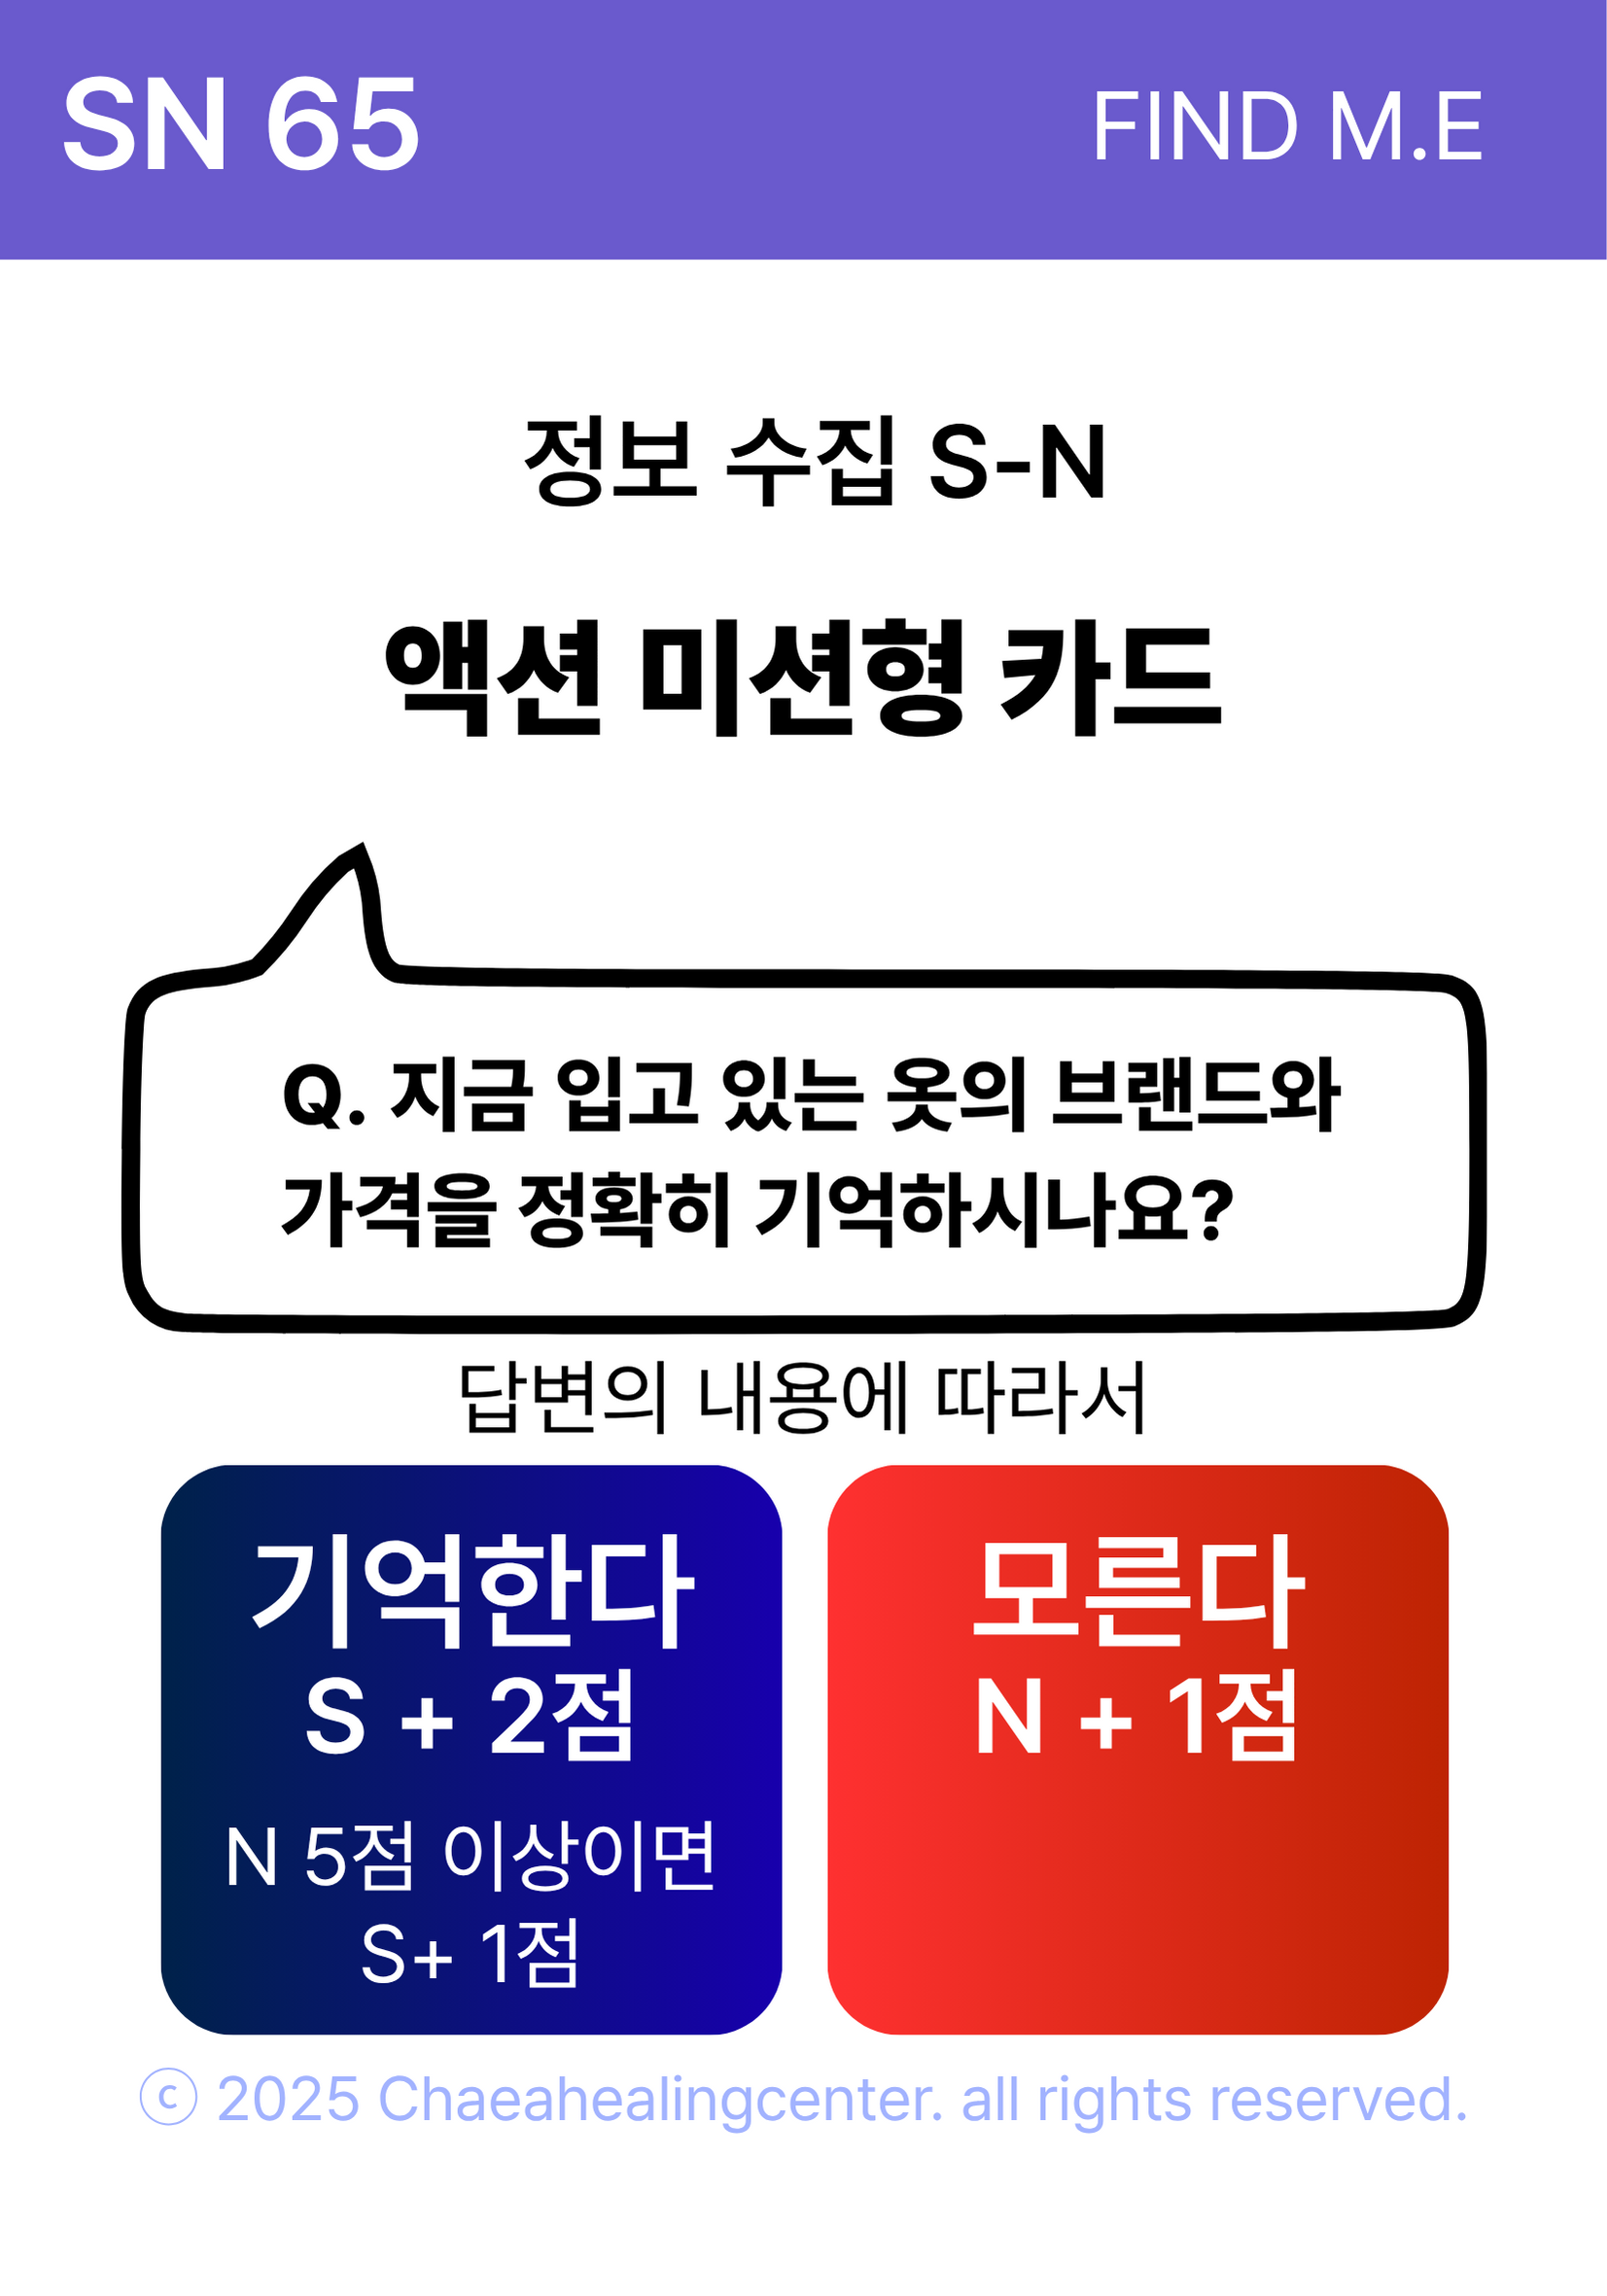 SN 65
FIND M.E
정보 수집 S-N
액션 미션형 카드
Q. 지금 입고 있는 옷의 브랜드와
가격을 정확히 기억하시나요?
답변의 내용에 따라서
기억한다
S + 2점
N 5점 이상이면
S+ 1점
모른다
N + 1점
ⓒ 2025 Chaeahealingcenter. all rights reserved.